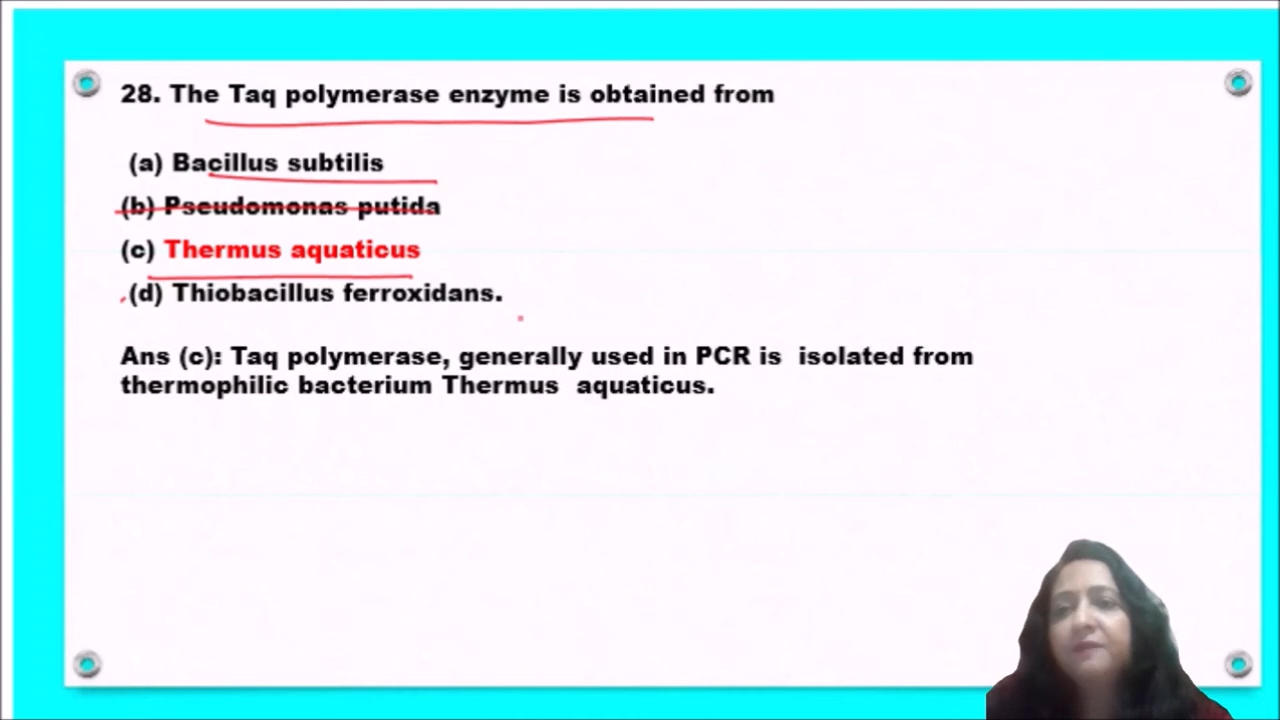 28. The Taq polymerase enzyme is obtained from
(a) Bacillus subtilis
(b) Pseudomonas putida
(c) Thermus aquaticus
(d) Thiobacillus ferroxidans.
Ans (c): Taq polymerase, generally used in PCR is isolated from
thermophilic bacterium Thermus aquaticus.